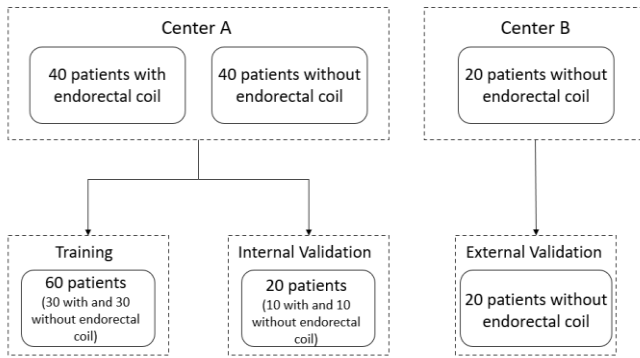 Center A
40 patients with
endorectal coil
40 patients without
endorectal coil
Center B
20 patients without
endorectal coil
Training
60 patients
(30 with and 30
without endorectal
coil)
Internal Validation
20 patients
(10 with and 10
without endorectal
coil)
External Validation
20 patients without
endorectal coil